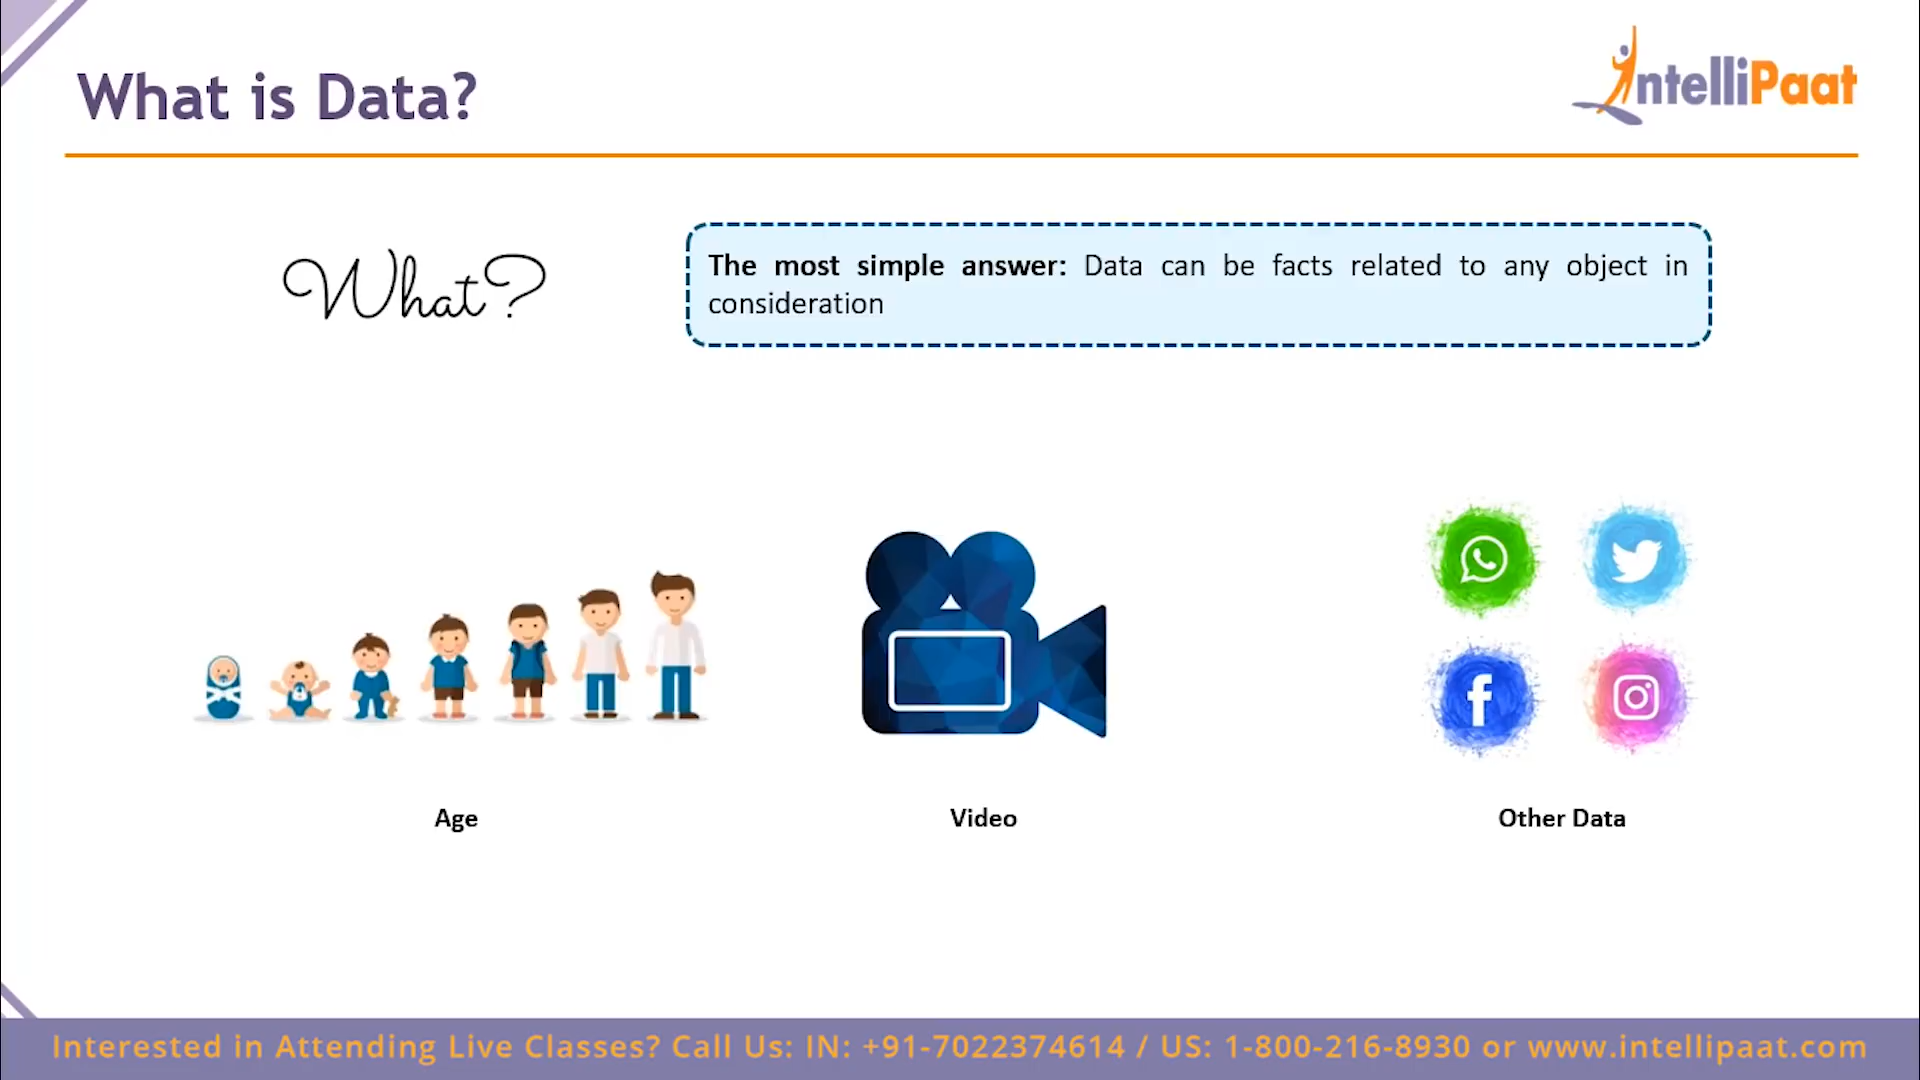 What is Data?
IntelliPaat
What?
The most simple answer: Data can be facts related to any object in
consideration
Age
Video
Other Data
Interested in Attending Live Classes? Call Us: IN: +91-7022374614 / US: 1-800-216-8930 or www.intellipaat.com